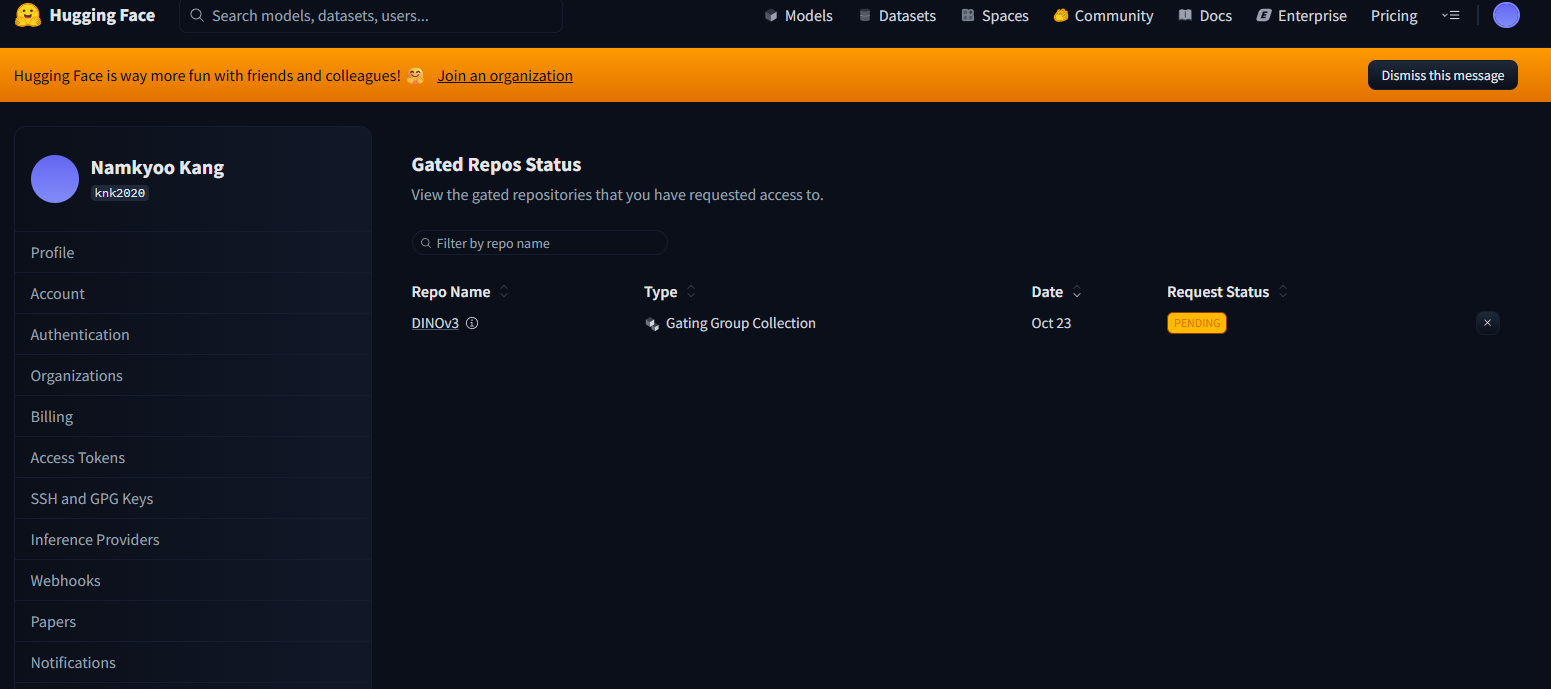 Hugging Face
Search models, datasets, users...
Models
Datasets
Spaces
Community
Docs
Enterprise
Pricing
Hugging Face is way more fun with friends and colleagues! 🤗 Join an organization
Dismiss this message
Namkyoo Kang
knk2020
Profile
Account
Authentication
Organizations
Billing
Access Tokens
SSH and GPG Keys
Inference Providers
Webhooks
Papers
Notifications
Gated Repos Status
View the gated repositories that you have requested access to.
Filter by repo name
Repo Name Type Date Request Status
DINOv3 Gating Group Collection Oct 23 PENDING